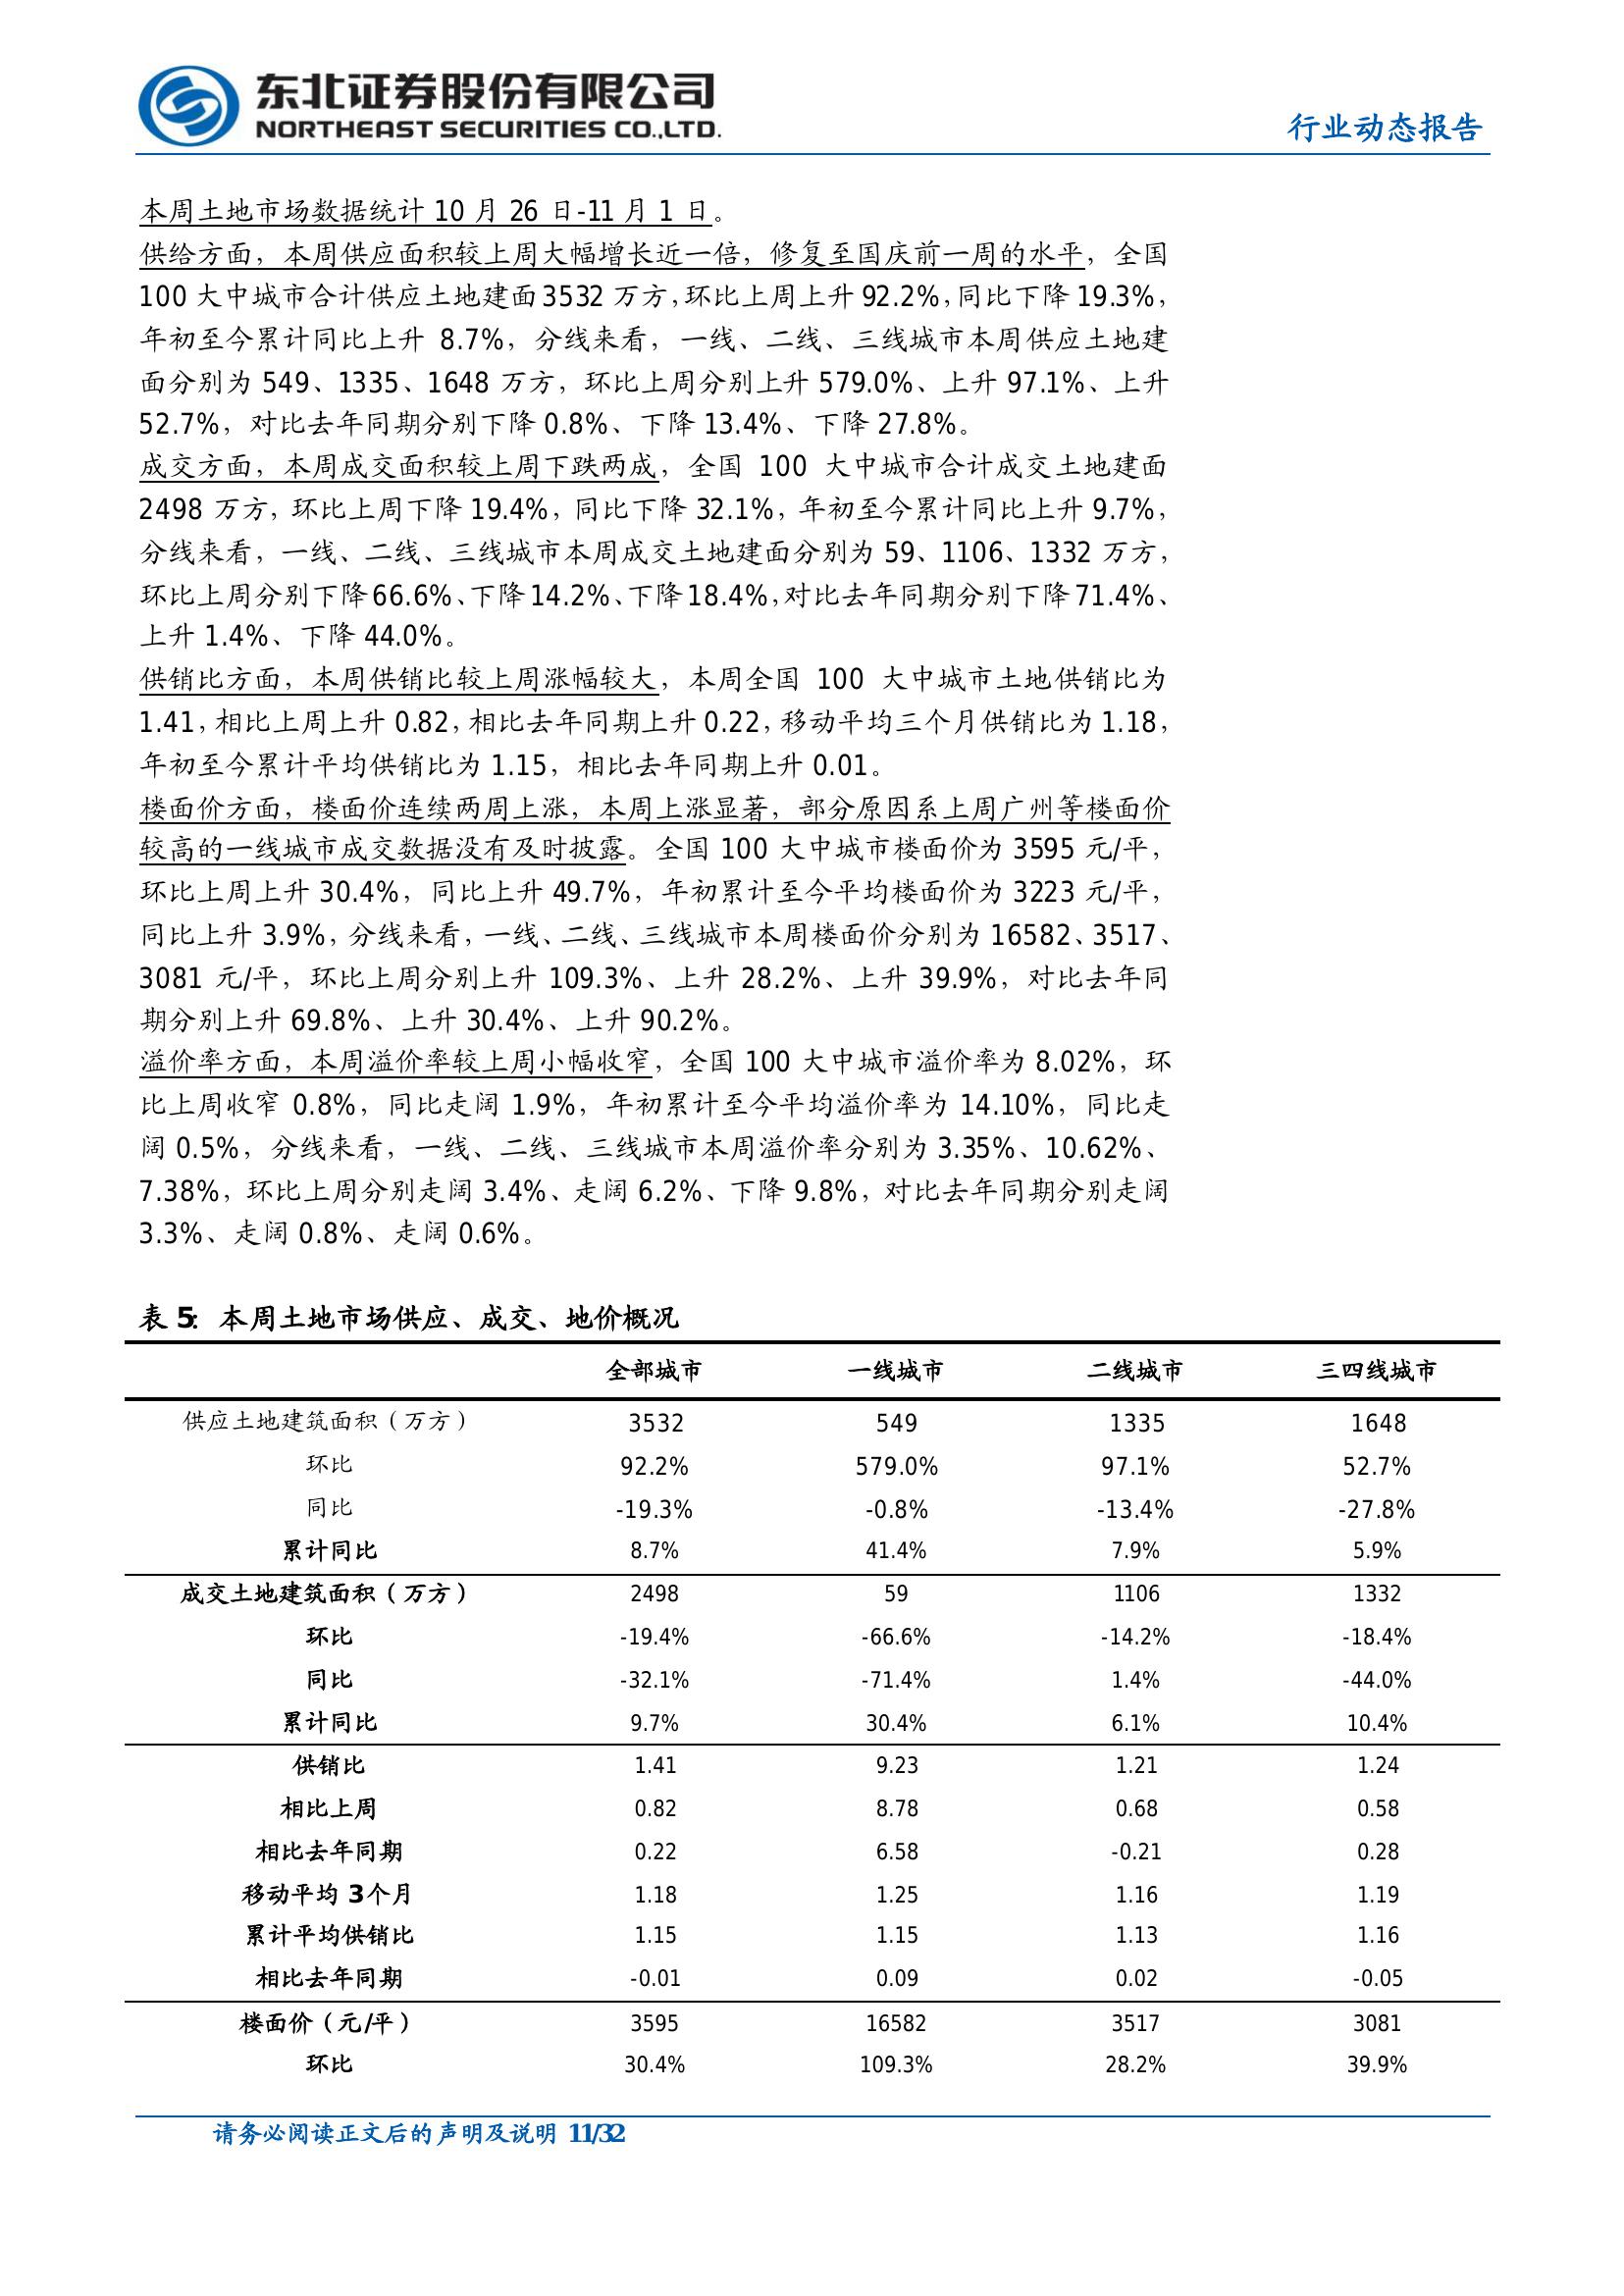 东北证券股份有限公司
NORTHEAST SECURITIES CO.,LTD.
行业动态报告
本周土地市场数据统计 10 月 26 日-11 月 1 日。
供给方面，本周供应面积较上周大幅增长近一倍，修复至国庆前一周的水平，全国
100 大中城市合计供应土地建面 3532 万方，环比上周上升 92.2%，同比下降 19.3%，
年初至今累计同比上升 8.7%，分线来看，一线、二线、三线城市本周供应土地建
面分别为 549、1335、1648 万方，环比上周分别上升 579.0%、上升 97.1%、上升
52.7%，对比去年同期分别下降 0.8%、下降 13.4%、下降 27.8%。
成交方面，本周成交面积较上周下跌两成，全国 100 大中城市合计成交土地建面
2498 万方，环比上周下降 19.4%，同比下降 32.1%，年初至今累计同比上升 9.7%，
分线来看，一线、二线、三线城市本周成交土地建面分别为 59、1106、1332 万方，
环比上周分别下降 66.6%、下降 14.2%、下降 18.4%，对比去年同期分别下降 71.4%、
上升 1.4%、下降 44.0%。
供销比方面，本周供销比较上周涨幅较大，本周全国 100 大中城市土地供销比为
1.41，相比上周上升 0.82，相比去年同期上升 0.22，移动平均三个月供销比为 1.18，
年初至今累计平均供销比为 1.15，相比去年同期上升 0.01。
楼面价方面，楼面价连续两周上涨，本周上涨显著，部分原因系上周广州等楼面价
较高的一线城市成交数据没有及时披露。全国 100 大中城市楼面价为 3595 元/平，
环比上周上升 30.4%，同比上升 49.7%，年初累计至今平均楼面价为 3223 元/平，
同比上升 3.9%，分线来看，一线、二线、三线城市本周楼面价分别为 16582、3517、
3081 元/平，环比上周分别上升 109.3%、上升 28.2%、上升 39.9%，对比去年同
期分别上升 69.8%、上升 30.4%、上升 90.2%。
溢价率方面，本周溢价率较上周小幅收窄，全国 100 大中城市溢价率为 8.02%，环
比上周收窄 0.8%，同比走阔 1.9%，年初累计至今平均溢价率为 14.10%，同比走
阔 0.5%，分线来看，一线、二线、三线城市本周溢价率分别为 3.35%、10.62%、
7.38%，环比上周分别走阔 3.4%、走阔 6.2%、下降 9.8%，对比去年同期分别走阔
3.3%、走阔 0.8%、走阔 0.6%。
表 5：本周土地市场供应、成交、地价概况
全部城市 一线城市 二线城市 三四线城市
供应土地建筑面积（万方） 3532 549 1335 1648
环比 92.2% 579.0% 97.1% 52.7%
同比 -19.3% -0.8% -13.4% -27.8%
累计同比 8.7% 41.4% 7.9% 5.9%
成交土地建筑面积（万方） 2498 59 1106 1332
环比 -19.4% -66.6% -14.2% -18.4%
同比 -32.1% -71.4% 1.4% -44.0%
累计同比 9.7% 30.4% 6.1% 10.4%
供销比 1.41 9.23 1.21 1.24
相比上周 0.82 8.78 0.68 0.58
相比去年同期 0.22 6.58 -0.21 0.28
移动平均 3 个月 1.18 1.25 1.16 1.19
累计平均供销比 1.15 1.15 1.13 1.16
相比去年同期 -0.01 0.09 0.02 -0.05
楼面价（元/平） 3595 16582 3517 3081
环比 30.4% 109.3% 28.2% 39.9%
请务必阅读正文后的声明及说明 11/32